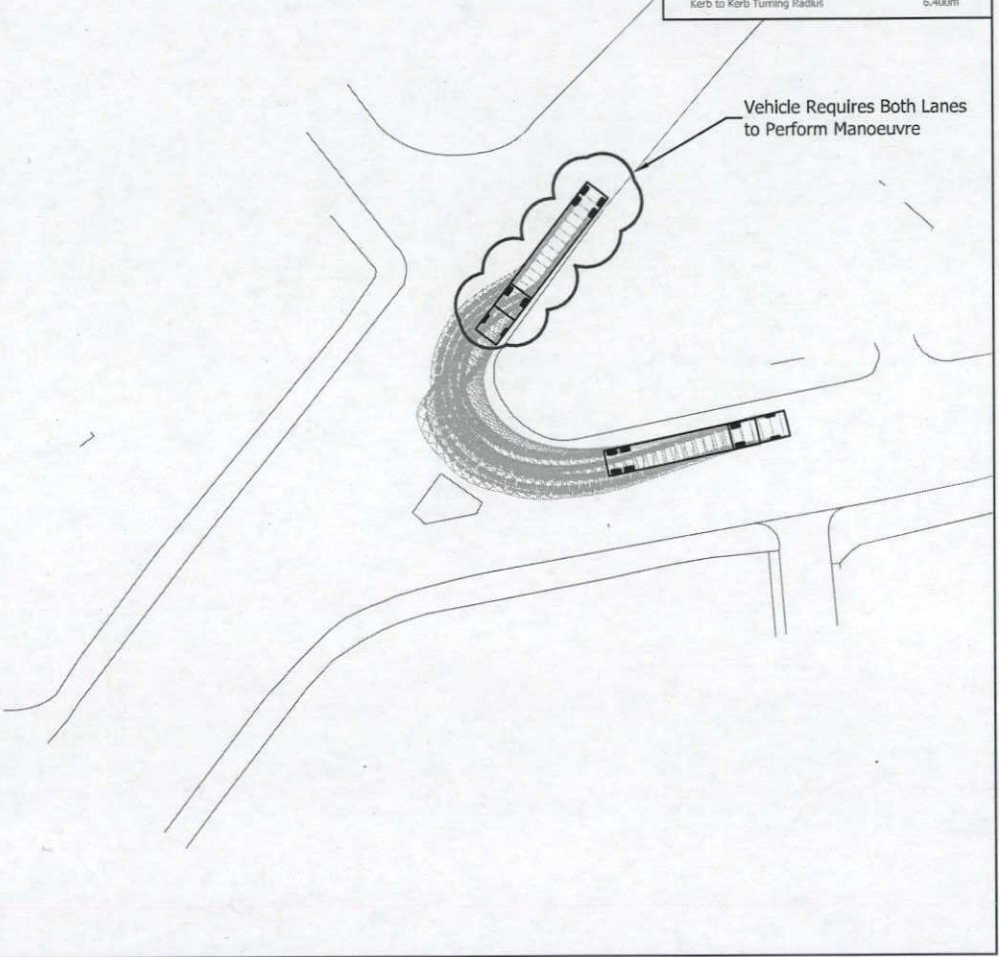 Kerb to Kerb Turning Radius 6.400m
Vehicle Requires Both Lanes
to Perform Manoeuvre